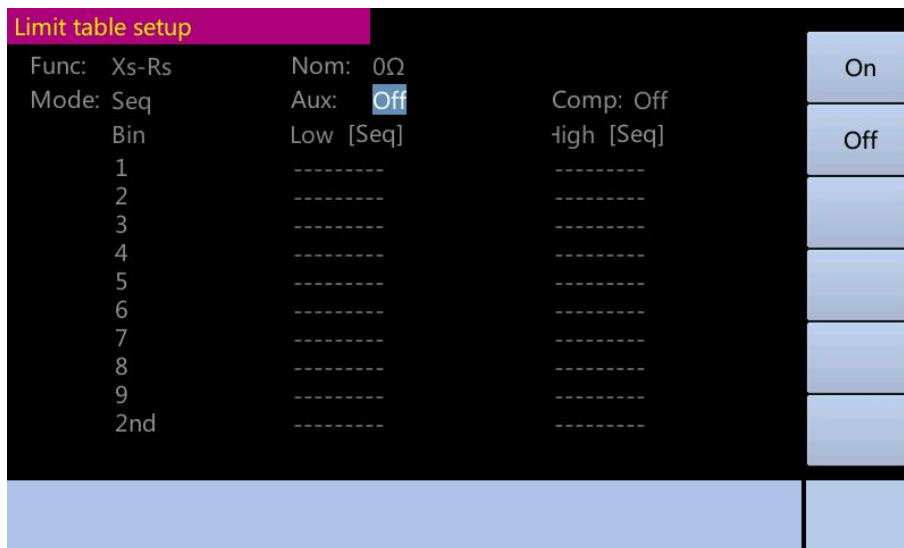 Limit table setup
Func: Xs-Rs Nom: 0Ω
Mode: Seq Aux: Off Comp: Off
Bin Low [Seq] High [Seq]
1 --------- ---------
2 --------- ---------
3 --------- ---------
4 --------- ---------
5 --------- ---------
6 --------- ---------
7 --------- ---------
8 --------- ---------
9 --------- ---------
2nd --------- ---------
On
Off